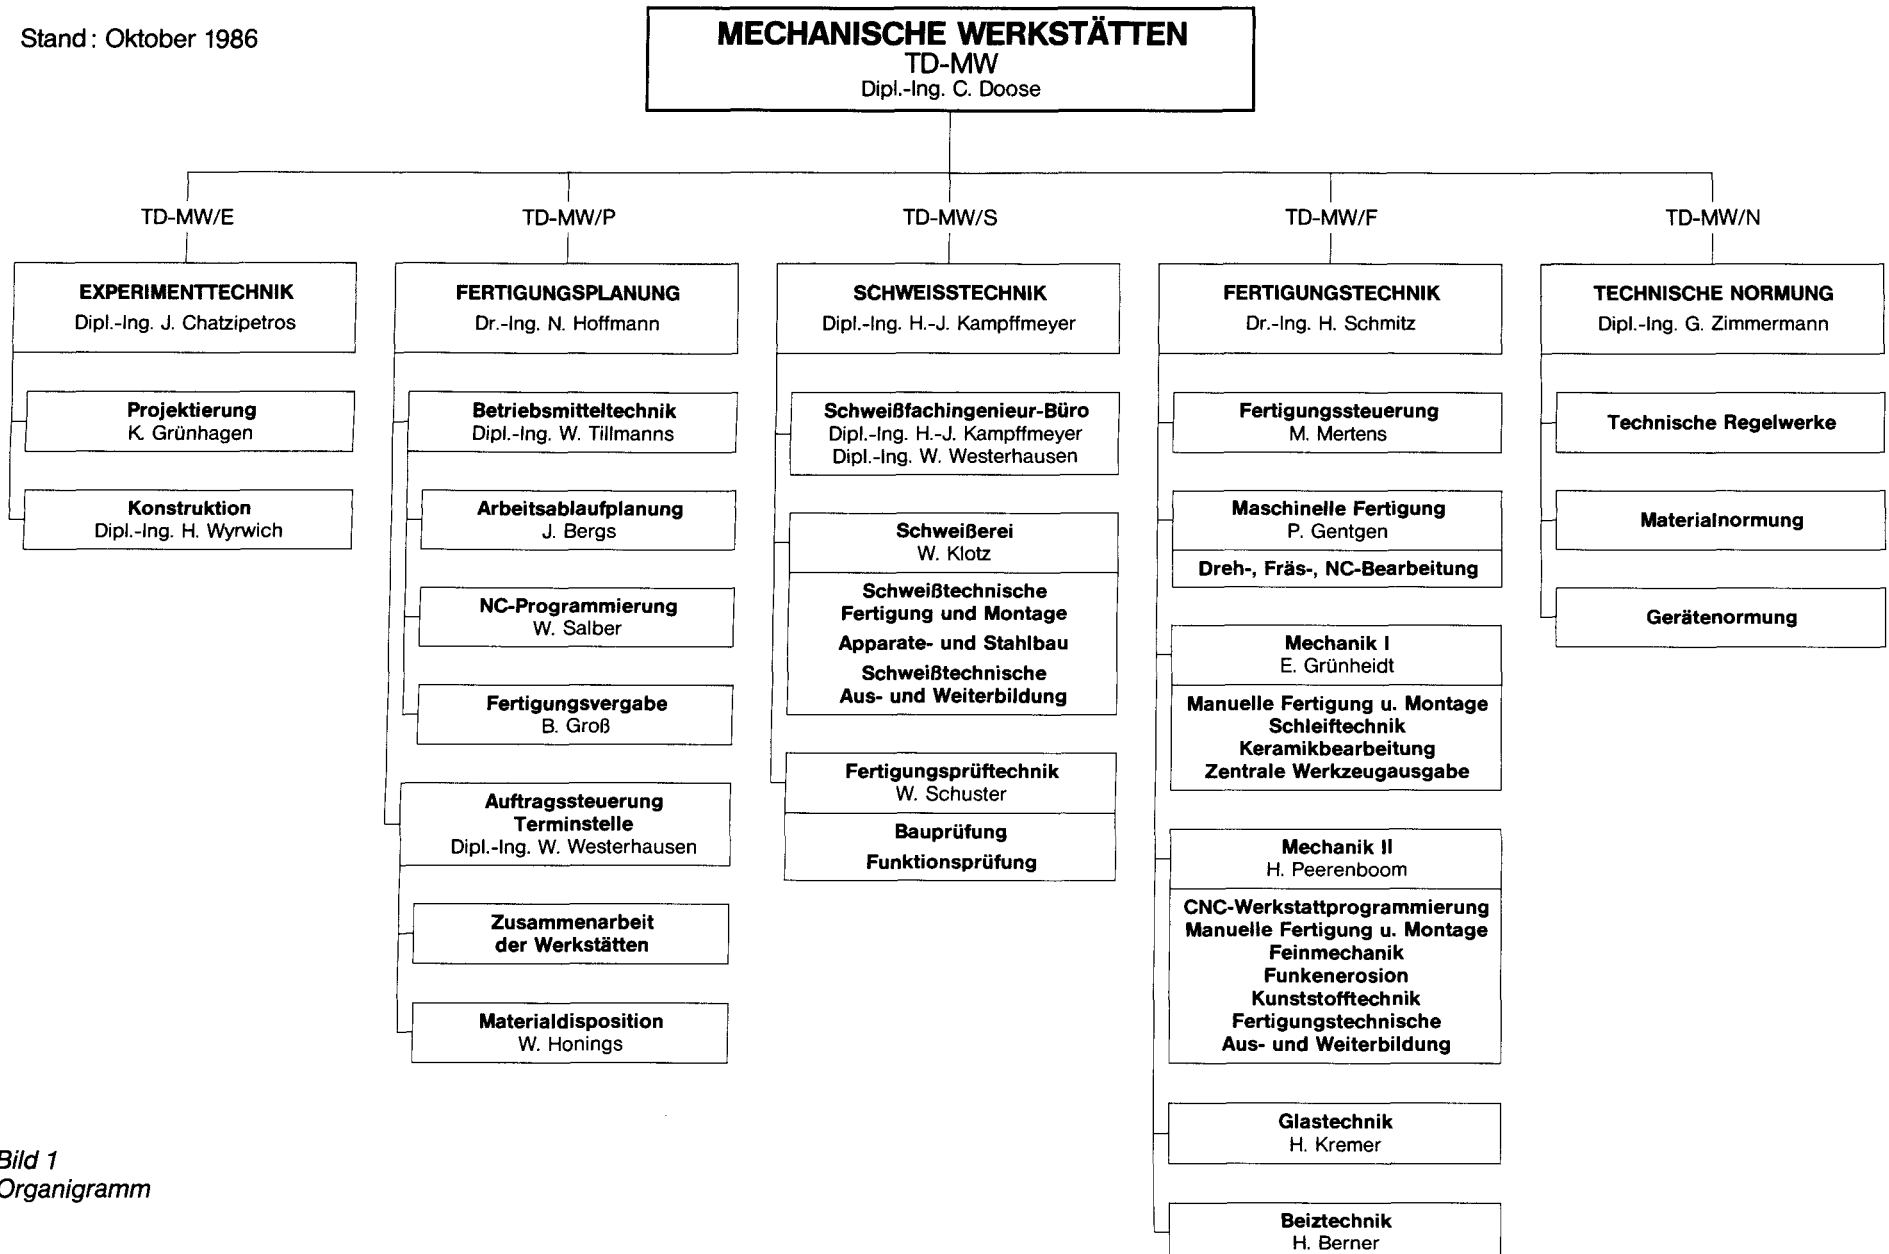 Stand: Oktober 1986
MECHANISCHE WERKSTÄTTEN
TD-MW
Dipl.-Ing. C. Doose
TD-MW/E
TD-MW/P
TD-MW/S
TD-MW/F
TD-MW/N
EXPERIMENTTECHNIK
Dipl.-Ing. J. Chatzipetros
Projektierung
K. Grünhagen
Konstruktion
Dipl.-Ing. H. Wyrwich
FERTIGUNGSPLANUNG
Dr.-Ing. N. Hoffmann
Betriebsmitteltechnik
Dipl.-Ing. W. Tillmanns
Arbeitsablaufplanung
J. Bergs
NC-Programmierung
W. Salber
Fertigungsvergabe
B. Groß
Auftragssteuerung
Terminstelle
Dipl.-Ing. W. Westerhausen
Zusammenarbeit
der Werkstätten
Materialdisposition
W. Honings
SCHWEISSTECHNIK
Dipl.-Ing. H.-J. Kampffmeyer
Schweißfachingenieur-Büro
Dipl.-Ing. H.-J. Kampffmeyer
Dipl.-Ing. W. Westerhausen
Schweißerei
W. Klotz
Schweißtechnische
Fertigung und Montage
Apparate- und Stahlbau
Schweißtechnische
Aus- und Weiterbildung
Fertigungsprüftechnik
W. Schuster
Bauprüfung
Funktionsprüfung
FERTIGUNGSTECHNIK
Dr.-Ing. H. Schmitz
Fertigungssteuerung
M. Mertens
Maschinelle Fertigung
P. Gentgen
Dreh-, Fräs-, NC-Bearbeitung
Mechanik I
E. Grünheidt
Manuelle Fertigung u. Montage
Schleiftechnik
Keramikbearbeitung
Zentrale Werkzeugausgabe
Mechanik II
H. Peerenboom
CNC-Werkstattprogrammierung
Manuelle Fertigung u. Montage
Feinmechanik
Funkenerosion
Kunststofftechnik
Fertigungstechnische
Aus- und Weiterbildung
Glastechnik
H. Kremer
Beiztechnik
H. Berner
TECHNISCHE NORMUNG
Dipl.-Ing. G. Zimmermann
Technische Regelwerke
Materialnormung
Gerätenormung
Bild 1
Organigramm